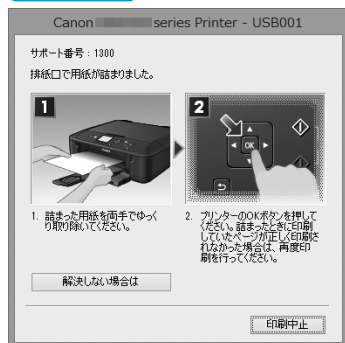 Canon series Printer - USB001
サポート番号 : 1300
排紙口で用紙が詰まりました。
1
2
OK
1. 詰まった用紙を両手でゆっく
り取り除いてください。
2. プリンターのOKボタンを押して
ください。詰まったときに印刷
していたページが正しく印刷さ
れなかった場合は、再度印
刷を行ってください。
解決しない場合は
印刷中止